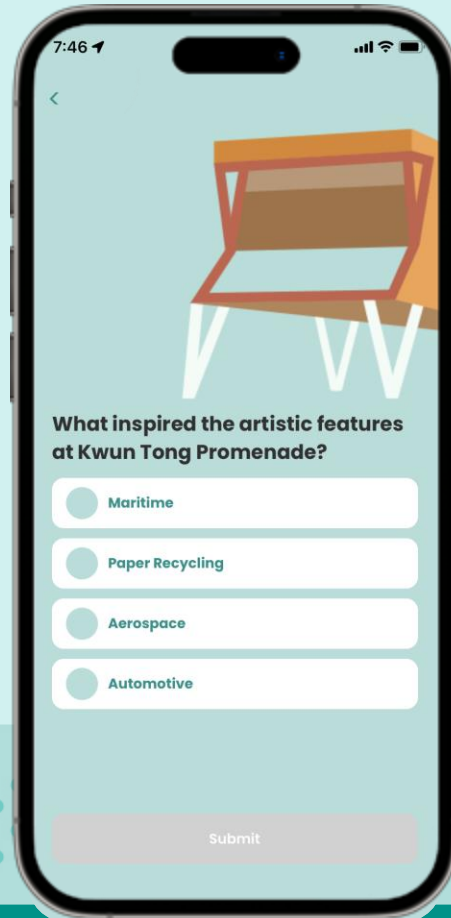 7:46
What inspired the artistic features
at Kwun Tong Promenade?
Maritime
Paper Recycling
Aerospace
Automotive
Submit